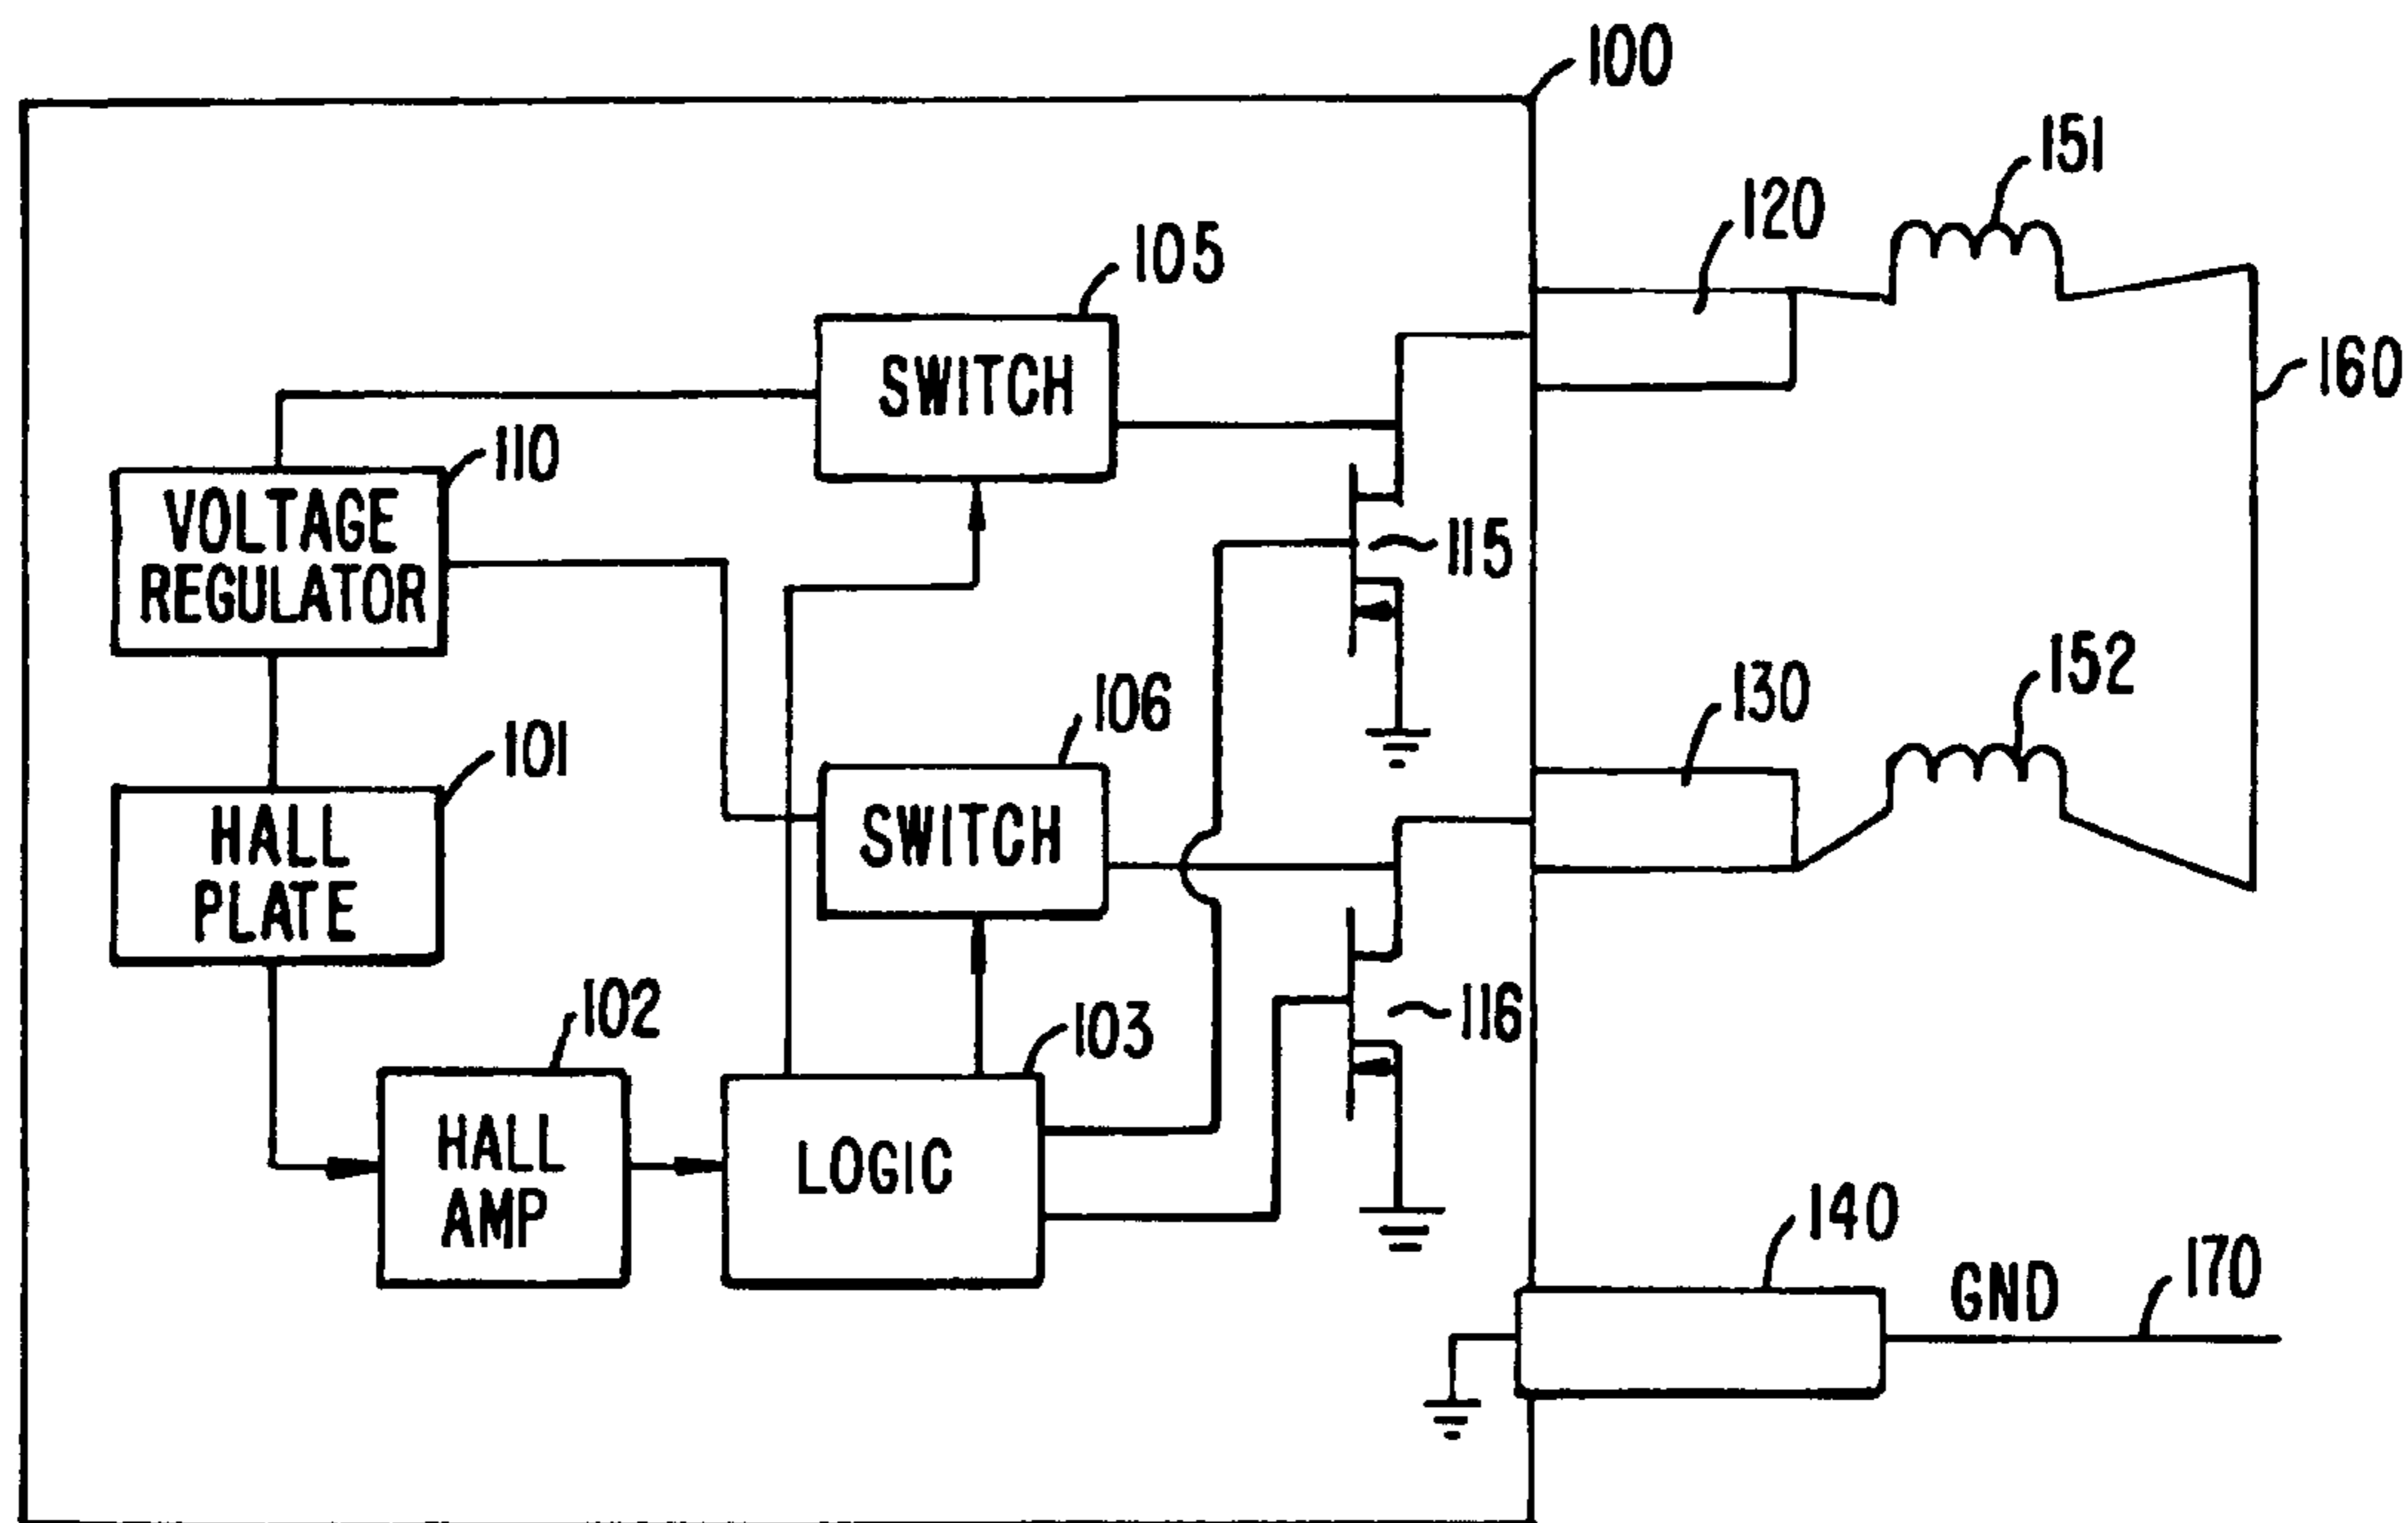 100
151
120
105
SWITCH
160
110
VOLTAGE
REGULATOR
115
152
130
106
101
HALL
PLATE
SWITCH
102
103
116
HALL
AMP
LOGIC
140
GND
170